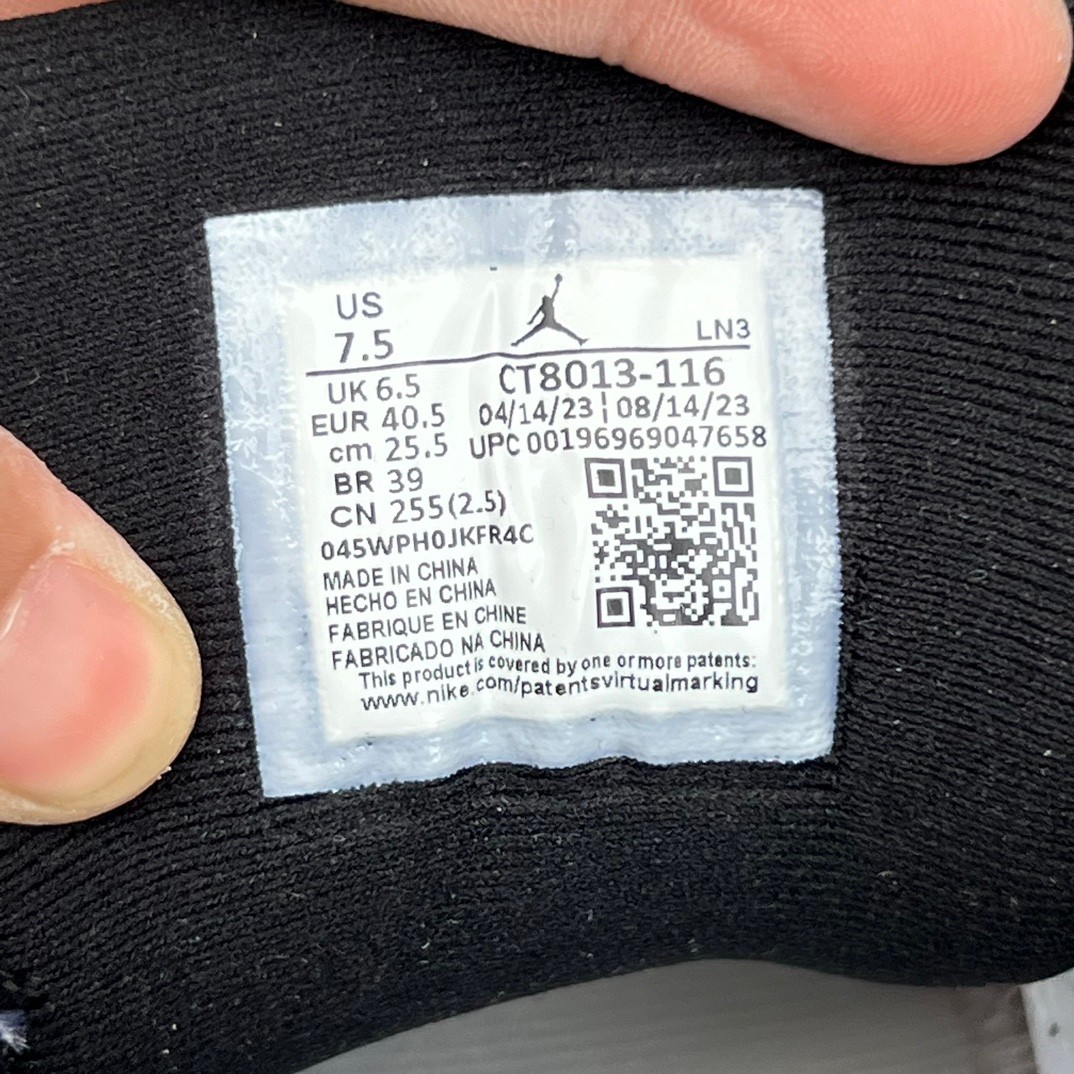 US
7.5
LN3
UK 6.5
CT8013-116
EUR 40.5
04/14/23 ¦ 08/14/23
cm 25.5
UPC 00196969047658
BR 39
CN 255(2.5)
045WPH0JKFR4C
MADE IN CHINA
HECHO EN CHINA
FABRIQUE EN CHINE
FABRICADO NA CHINA
This product is covered by one or more patents:
www.nike.com/patentsvirtualmarking